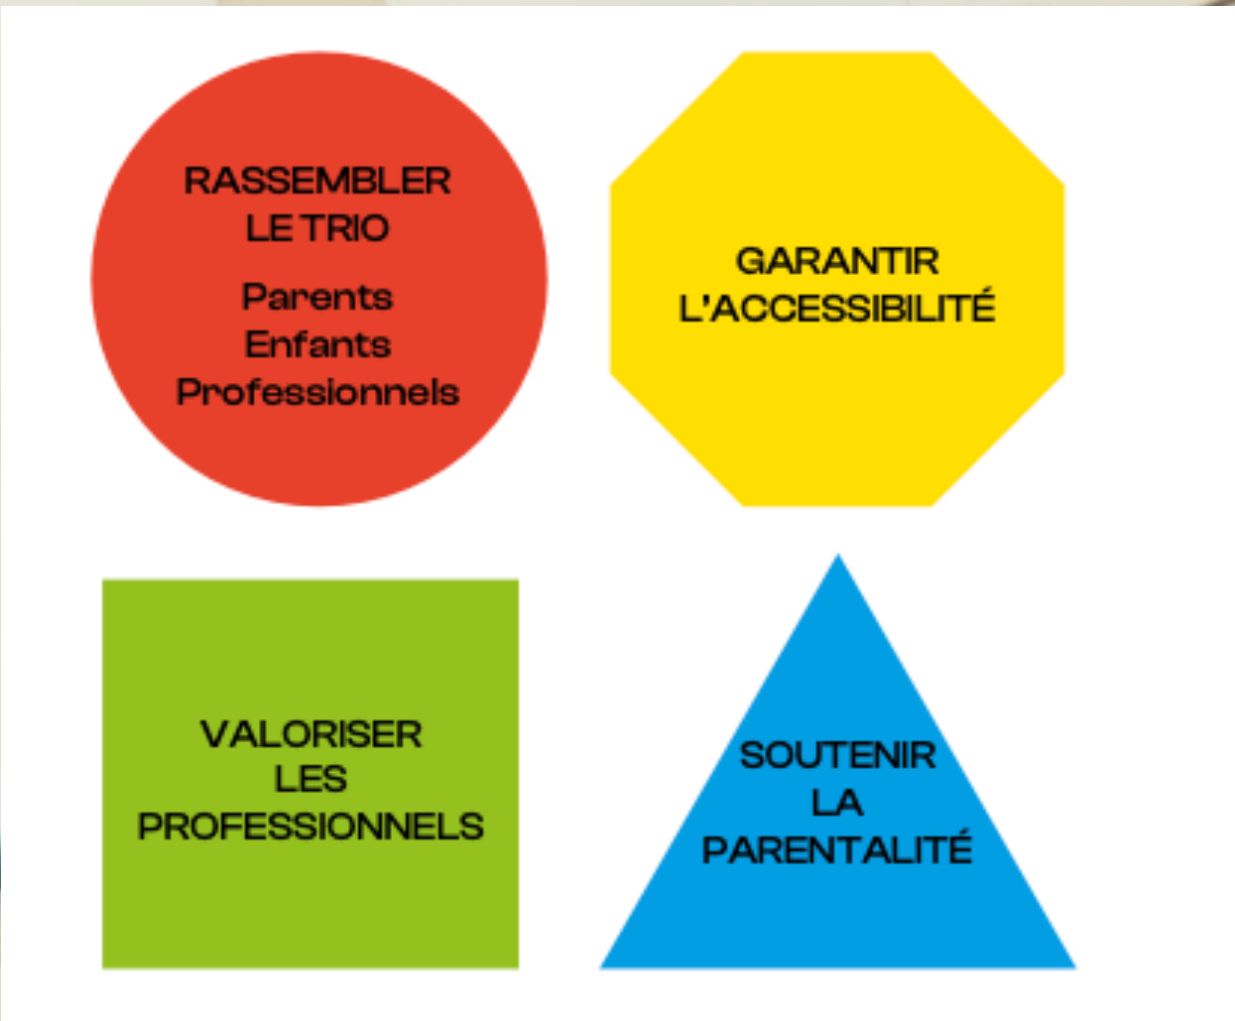 RASSEMBLER
LE TRIO
Parents
Enfants
Professionnels
GARANTIR
L'ACCESSIBILITÉ
VALORISER
LES
PROFESSIONNELS
SOUTENIR
LA
PARENTALITÉ